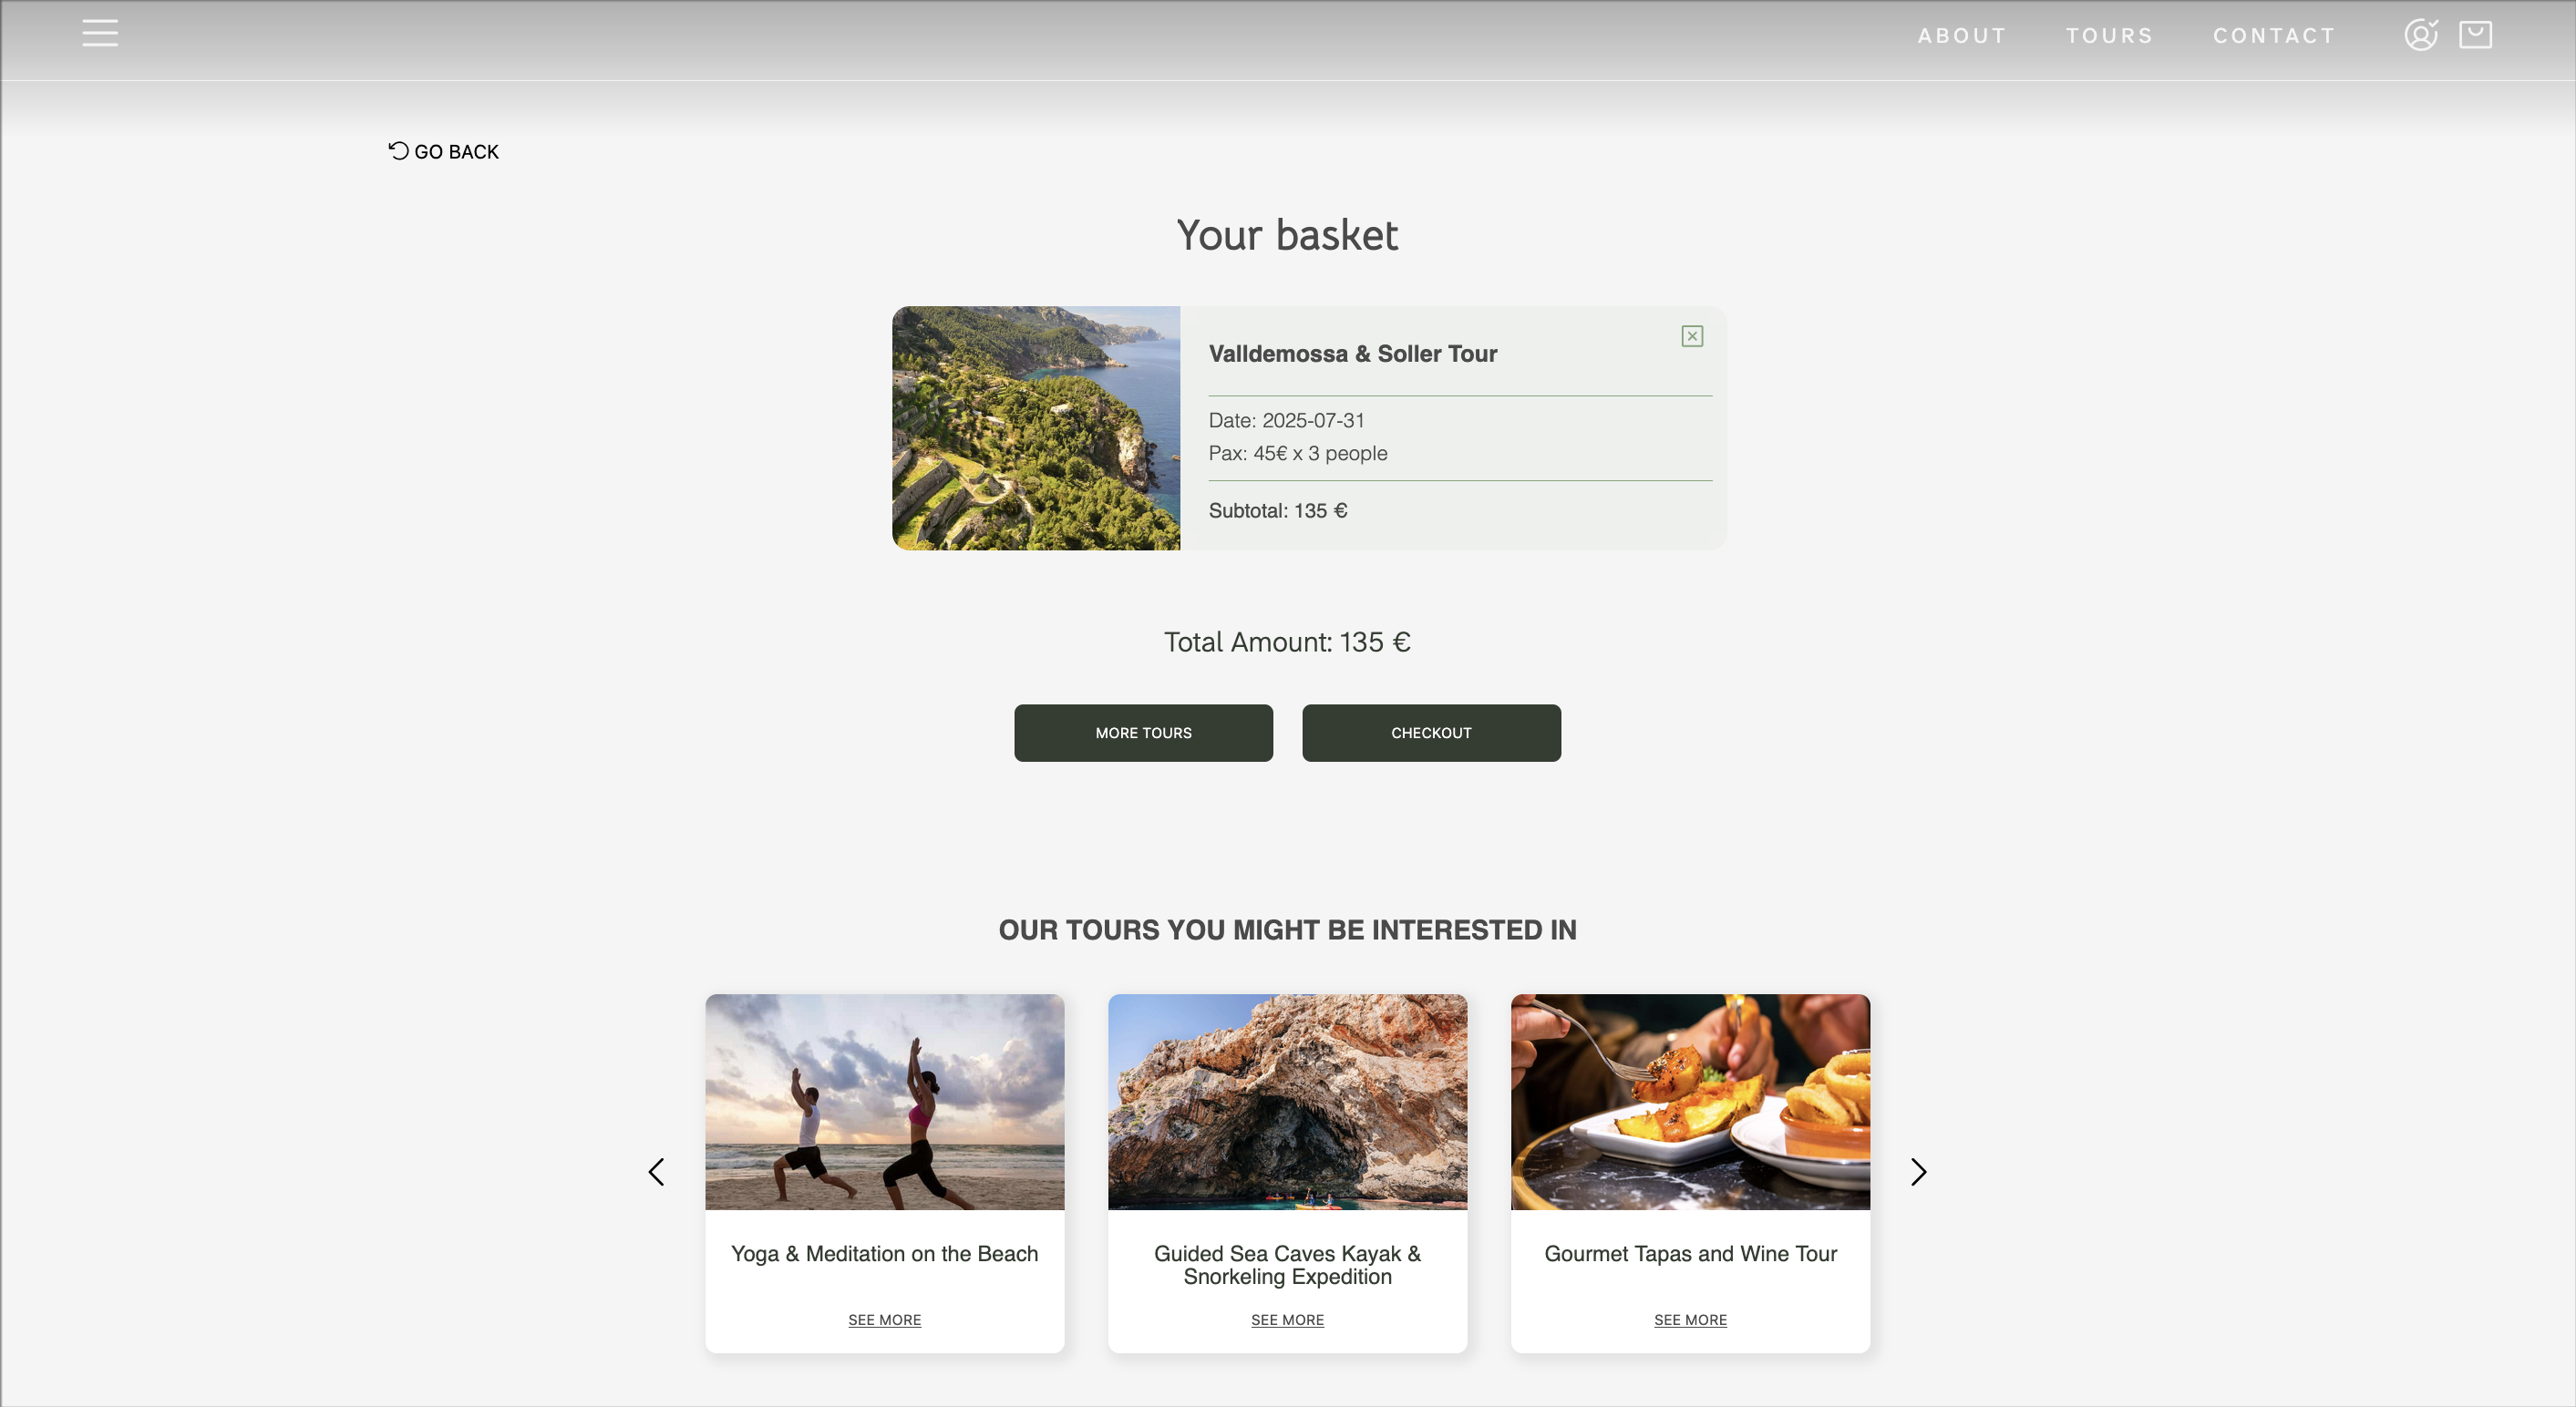 ABOUT TOURS CONTACT
GO BACK
Your basket
Valldemossa & Soller Tour
Date: 2025-07-31
Pax: 45€ x 3 people
Subtotal: 135 €
Total Amount: 135 €
MORE TOURS CHECKOUT
OUR TOURS YOU MIGHT BE INTERESTED IN
Yoga & Meditation on the Beach
SEE MORE
Guided Sea Caves Kayak &
Snorkeling Expedition
SEE MORE
Gourmet Tapas and Wine Tour
SEE MORE